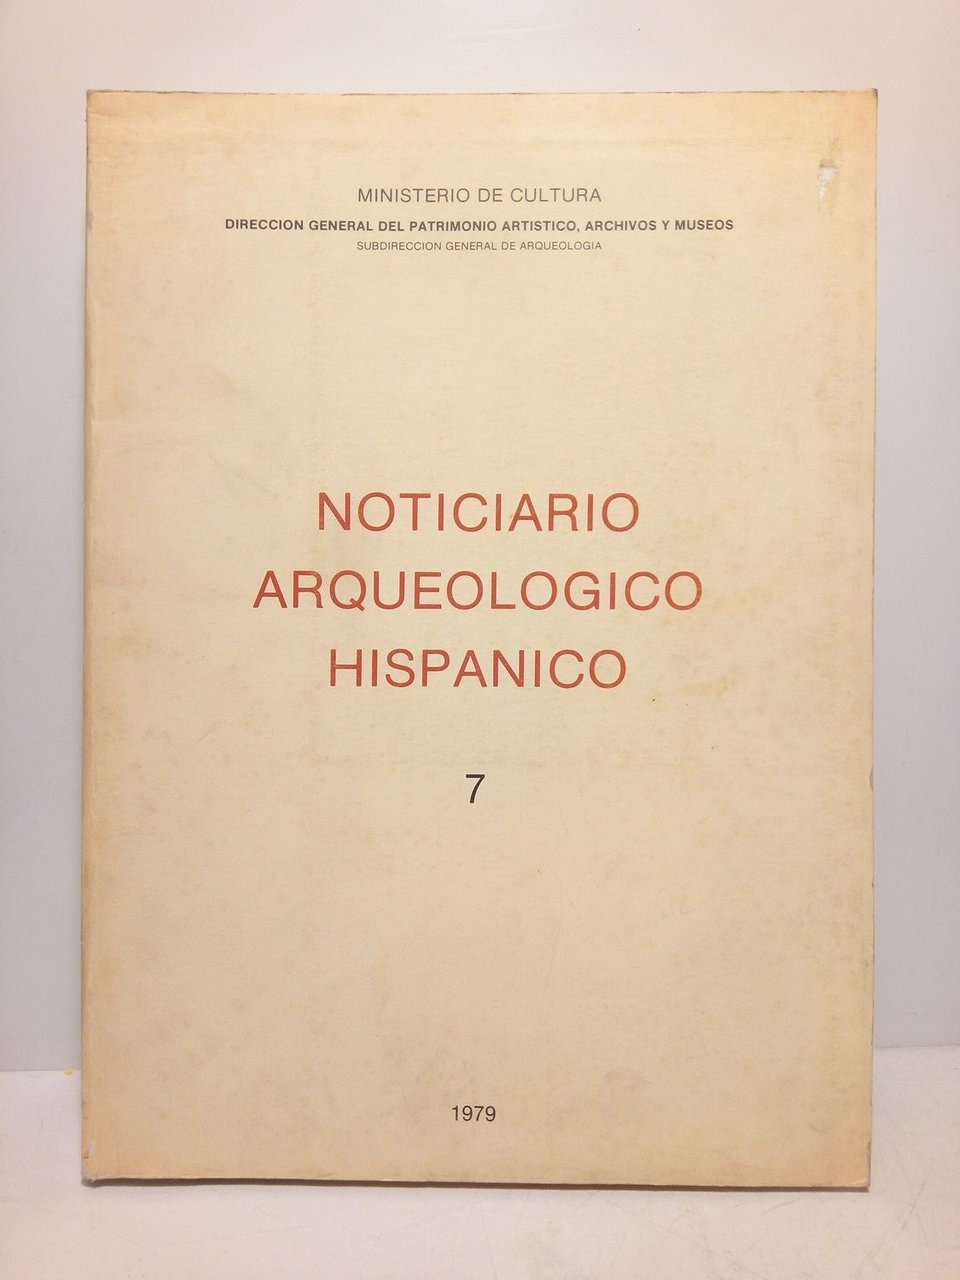 MINISTERIO DE CULTURA
DIRECCION GENERAL DEL PATRIMONIO ARTISTICO, ARCHIVOS Y MUSEOS
SUBDIRECCION GENERAL DE ARQUEOLOGIA
NOTICIARIO
ARQUEOLOGICO
HISPANICO
7
1979